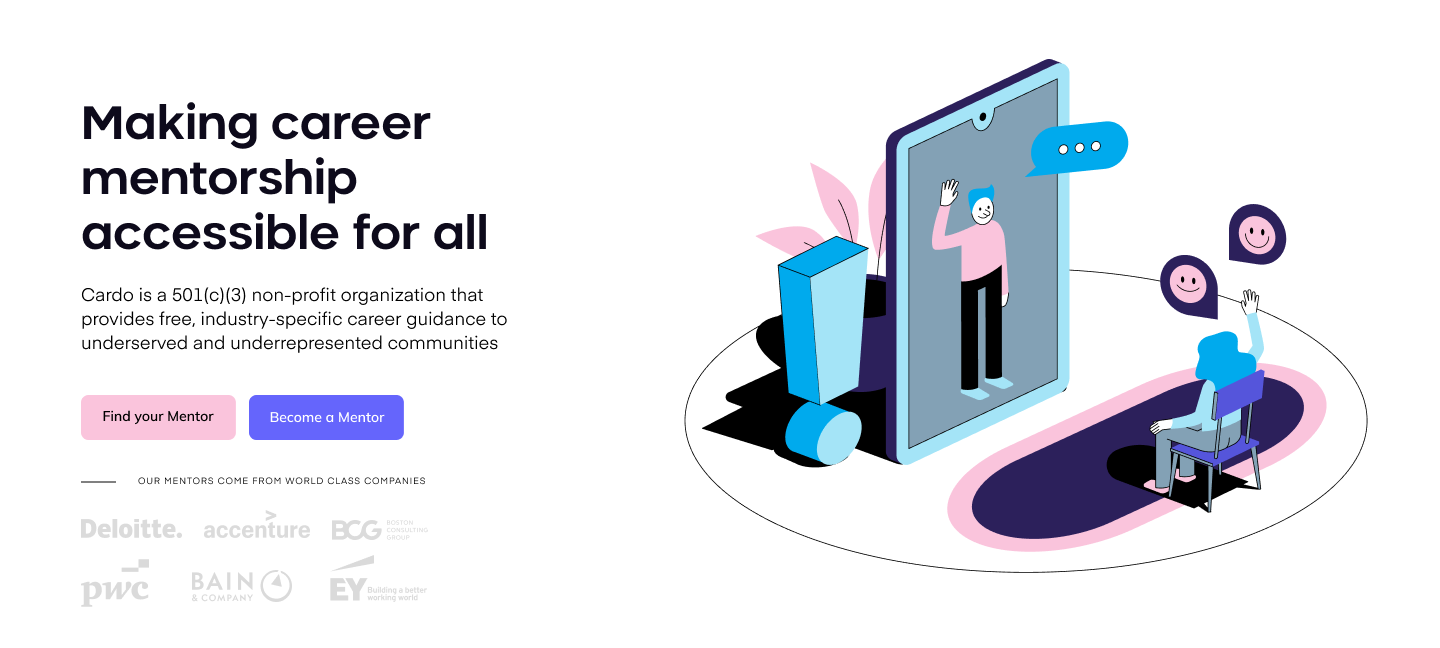 Making career
mentorship
accessible for all
Cardo is a 501(c)(3) non-profit organization that
provides free, industry-specific career guidance to
underserved and underrepresented communities
Find your Mentor
Become a Mentor
OUR MENTORS COME FROM WORLD CLASS COMPANIES
Deloitte.
accenture
BCG
BOSTON
CONSULTING
GROUP
pwc
BAIN
& COMPANY
EY
Building a better
working world